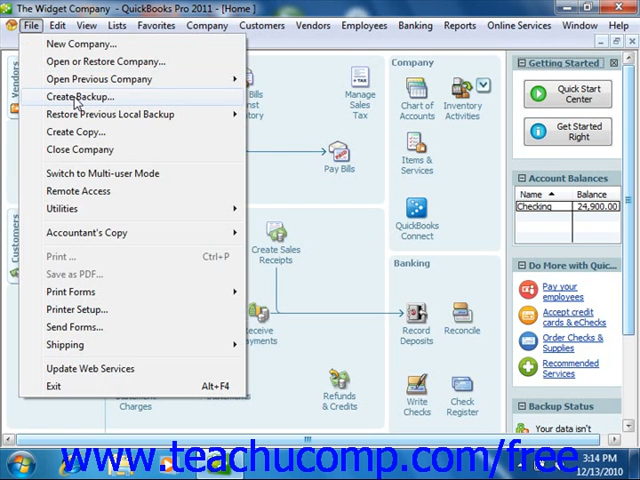 The Widget Company - QuickBooks Pro 2011 - [Home ]
File Edit View Lists Favorites Company Customers Vendors Employees Banking Reports Online Services Window Help
New Company...
Open or Restore Company...
Open Previous Company
Create Backup...
Restore Previous Local Backup
Create Copy...
Close Company
Switch to Multi-user Mode
Remote Access
Utilities
Accountant's Copy
Print ... Ctrl+P
Save as PDF...
Print Forms
Printer Setup...
Send Forms...
Shipping
Update Web Services
Exit Alt+F4
Vendors
Customers
Bills
Manage
Sales
Tax
Pay Bills
Create Sales
Receipts
Refunds
& Credits
Charges
Company
Chart of
Accounts
Inventory
Activities
Items &
Services
QuickBooks
Connect
Banking
Record
Deposits
Reconcile
Write
Checks
Check
Register
Getting Started
Quick Start
Center
Get Started
Right
Account Balances
Name Balance
Checking 24,900.00
Do More with Quic...
Pay your
employees
Accept credit
cards & eChecks
Order Checks &
Supplies
Recommended
Services
Backup Status
Your data isn't
www.teachucomp.com/free
3:14 PM
12/13/2010